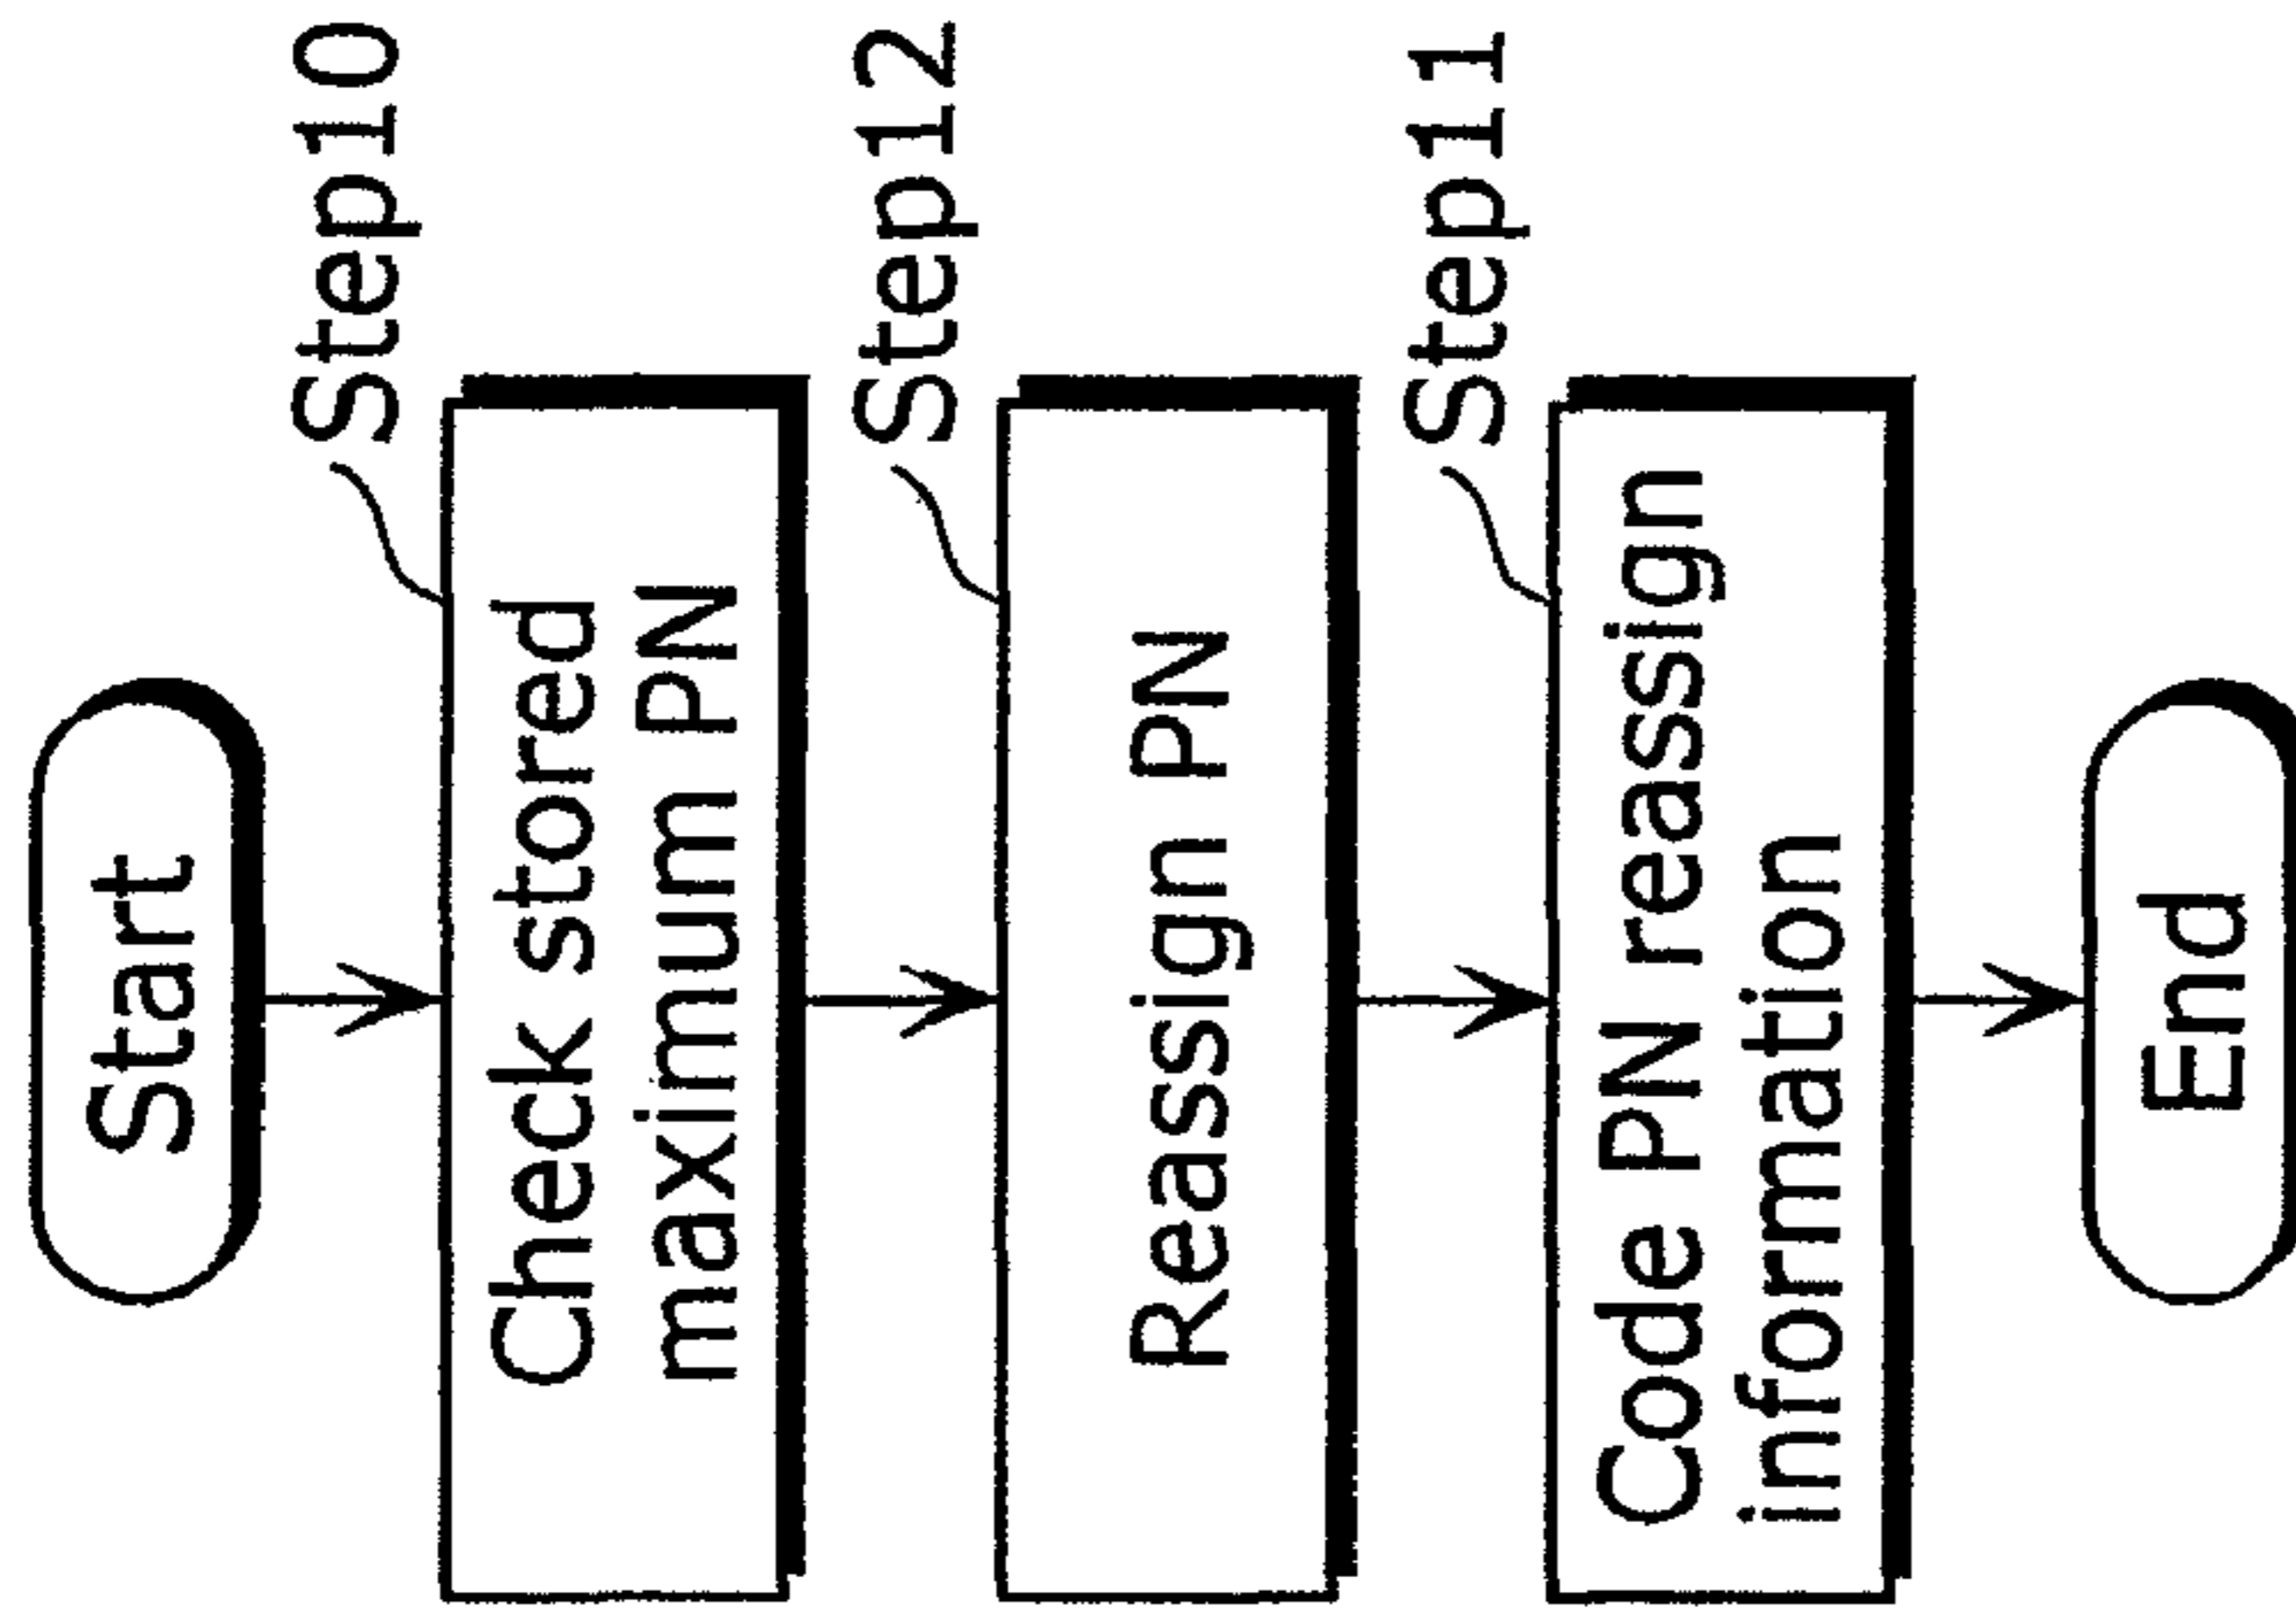 Start
Step10
Check stored
maximum PN
Step12
Reassign PN
Step11
Code PN reassign
information
End